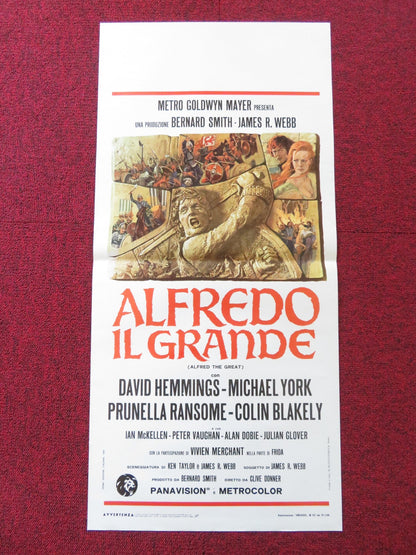 METRO GOLDWYN MAYER PRESENTA
UNA PRODUZIONE BERNARD SMITH - JAMES R. WEBB
ALFREDO
IL GRANDE
(ALFRED THE GREAT)
con
DAVID HEMMINGS - MICHAEL YORK
PRUNELLA RANSOME - COLIN BLAKELY
e con
IAN McKELLEN - PETER VAUGHAN - ALAN DOBIE - JULIAN GLOVER
CON LA PARTECIPAZIONE DI VIVIEN MERCHANT NELLA PARTE DI FRIDA
SCENEGGIATURA DI KEN TAYLOR e JAMES R. WEBB SOGGETTO DI JAMES R. WEBB
PRODOTTO DA BERNARD SMITH DIRETTO DA CLIVE DONNER
PANAVISION® e METROCOLOR
AVVERTENZA